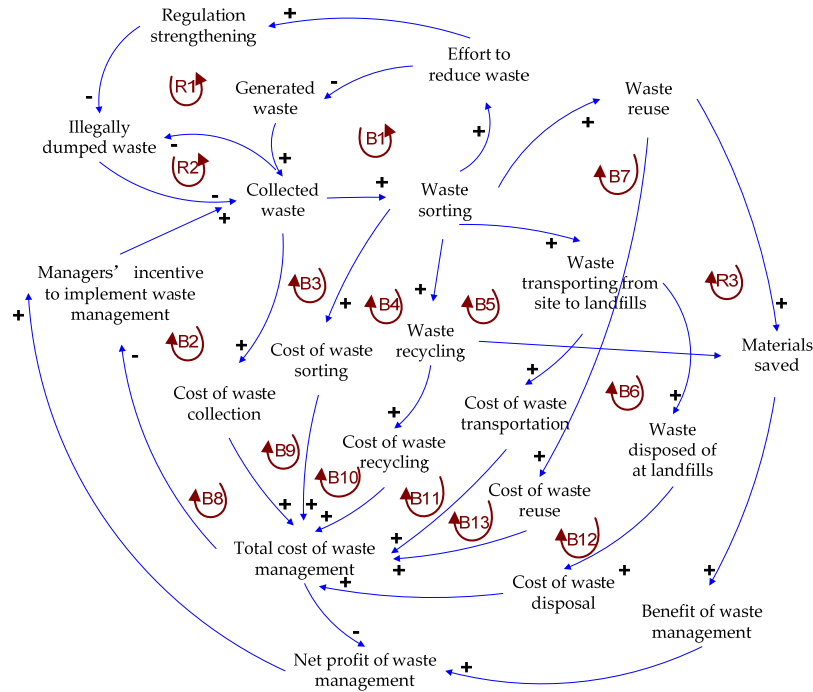 Regulation
strengthening
+
Effort to
reduce waste
-
Generated
waste
Waste
reuse
-
R1
Illegally
dumped waste
-
+
+
+
B1
R2
B7
-
+
Collected
waste
Waste
sorting
+
+
Managers' incentive
to implement waste
management
Waste
transporting from
site to landfills
B3
R3
+
+
+
B4
B5
+
B2
+
Waste
recycling
Materials
saved
-
Cost of waste
sorting
+
Cost of waste
collection
B6
+
+
Cost of waste
transportation
Cost of waste
recycling
Waste
disposed of
at landfills
B9
+
B10
B8
B11
Cost of waste
reuse
+
+
+
B13
B12
+
Total cost of waste
management
+
+
+
+
Cost of waste
disposal
Benefit of waste
management
-
Net profit of waste
management
+